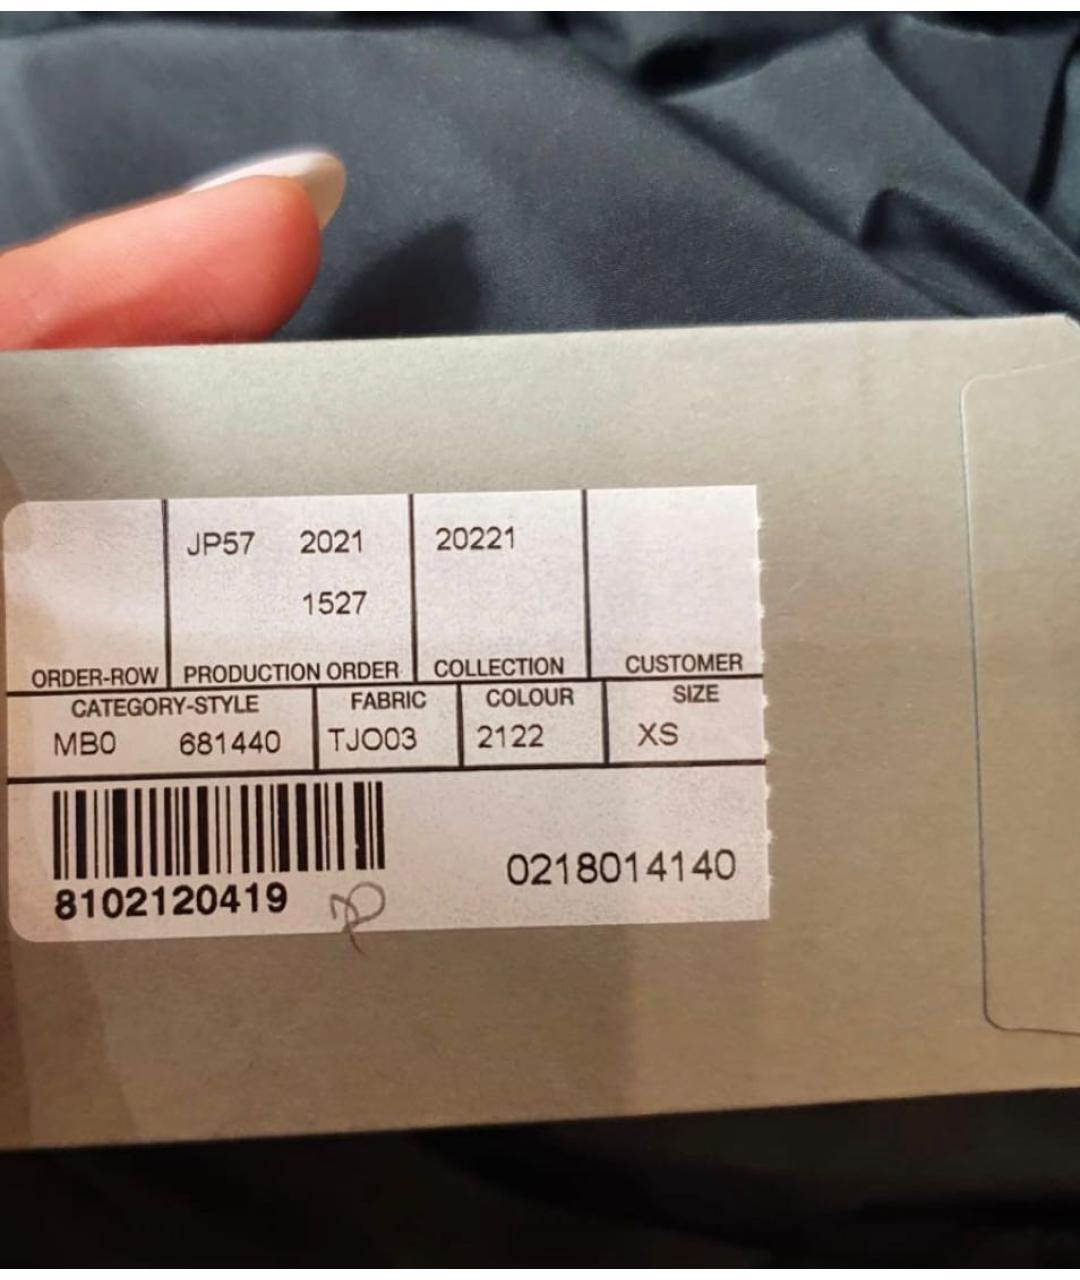 JP57 2021 20221
1527
ORDER-ROW PRODUCTION ORDER COLLECTION CUSTOMER
CATEGORY-STYLE FABRIC COLOUR SIZE
MB0 681440 TJO03 2122 XS
8102120419 0218014140